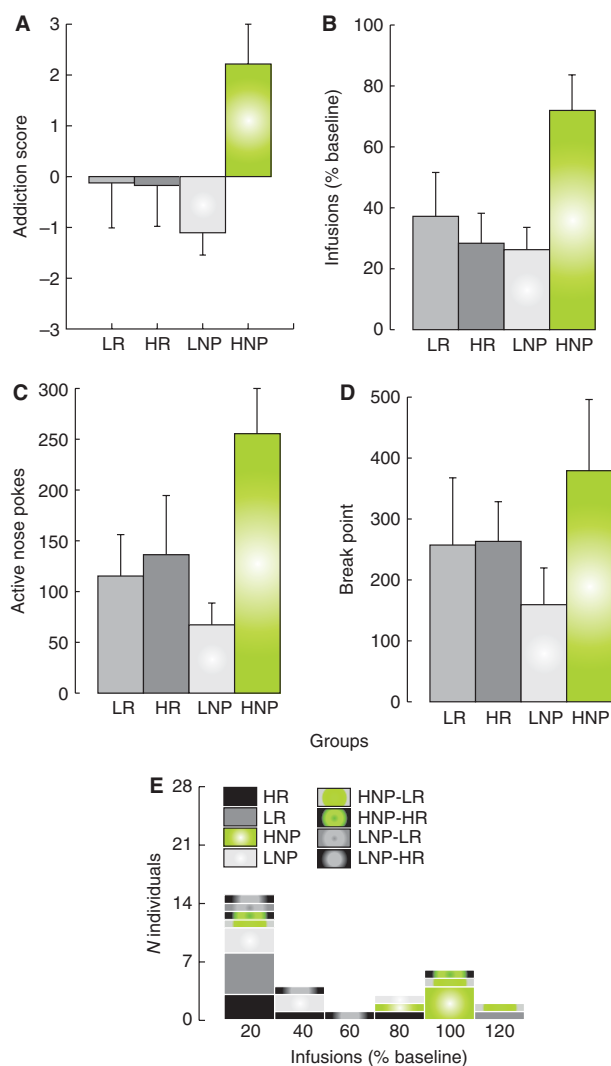 A
Addiction score
3
2
1
0
–1
–2
–3
LR HR LNP HNP
B
Infusions (% baseline)
100
80
60
40
20
0
LR HR LNP HNP
C
Active nose pokes
300
250
200
150
100
50
0
LR HR LNP HNP
D
Break point
500
400
300
200
100
0
LR HR LNP HNP
Groups
E
N individuals
28
21
14
7
0
HR
LR
HNP
LNP
HNP-LR
HNP-HR
LNP-LR
LNP-HR
20 40 60 80 100 120
Infusions (% baseline)